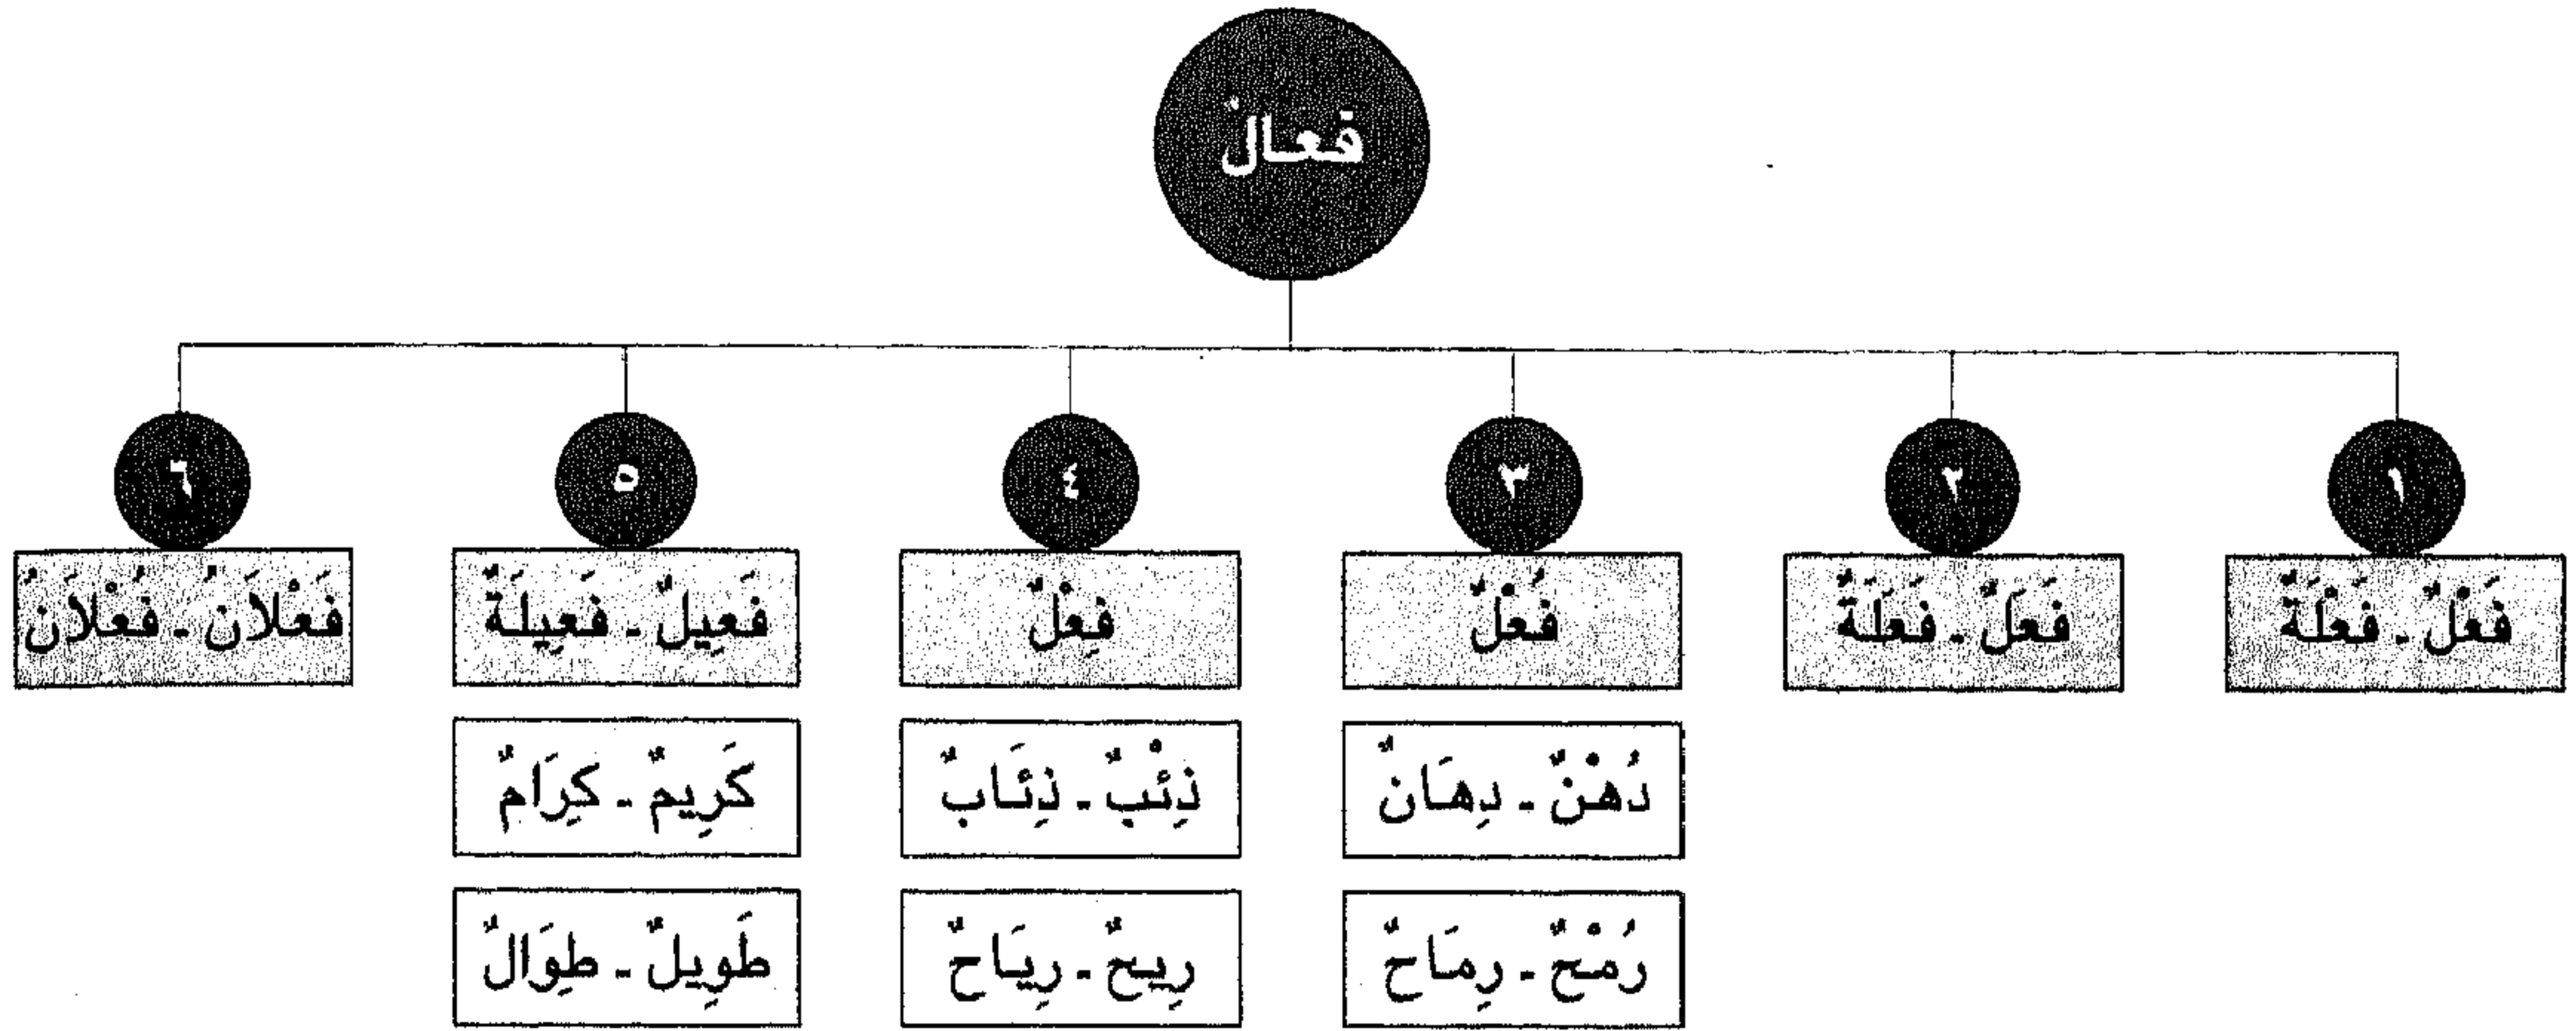 فعال
١
٢
٣
٤
٥
٦
فَعْلٌ - فَعْلَةٌ
فَعَلٌ - فَعَلَةٌ
فُعْلٌ
فِعْلٌ
فَعِيلٌ - فَعِيلَةٌ
فَعْلَانُ - فُعْلَانُ
دُهْنٌ - دِهَانٌ
ذِئْبٌ - ذِئَابٌ
كَرِيمٌ - كِرَامٌ
رُمْحٌ - رِمَاحٌ
رِيحٌ - رِيَاحٌ
طَوِيلٌ - طِوَالٌ